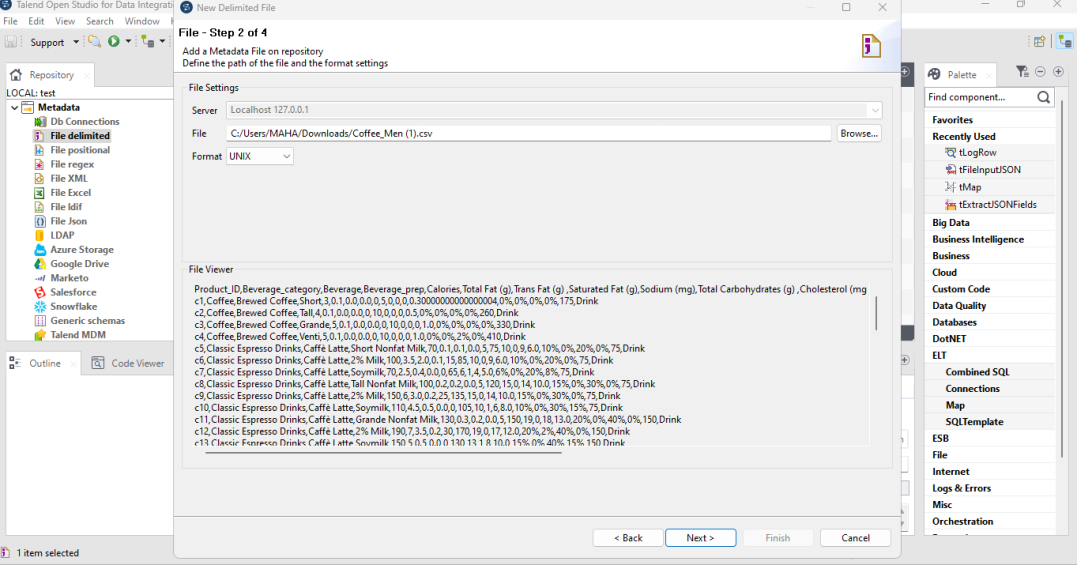 Talend Open Studio for Data Integrati
New Delimited File
File Edit View Search Window
Support
File - Step 2 of 4
Add a Metadata File on repository
Define the path of the file and the format settings
Repository
LOCAL: test
Metadata
Db Connections
File delimited
File positional
File regex
File XML
File Excel
File ldif
File Json
LDAP
Azure Storage
Google Drive
Marketo
Salesforce
Snowflake
Generic schemas
Talend MDM
Outline
Code Viewer
1 item selected
File Settings
Server Localhost 127.0.0.1
File C:/Users/MAHA/Downloads/Coffee_Men (1).csv Browse...
Format UNIX
File Viewer
Product_ID,Beverage_category,Beverage,Beverage_prep,Calories,Total Fat (g),Trans Fat (g) ,Saturated Fat (g),Sodium (mg),Total Carbohydrates (g) ,Cholesterol (mg
c1,Coffee,Brewed Coffee,Short,3,0.1,0.0,0.0,0,5,0,0,0,0.30000000000000004,0%,0%,0%,0%,175,Drink
c2,Coffee,Brewed Coffee,Tall,4,0.1,0.0,0.0,0,10,0,0,0,0.5,0%,0%,0%,0%,260,Drink
c3,Coffee,Brewed Coffee,Grande,5,0.1,0.0,0.0,0,10,0,0,0,1.0,0%,0%,0%,0%,330,Drink
c4,Coffee,Brewed Coffee,Venti,5,0.1,0.0,0.0,0,10,0,0,0,1.0,0%,0%,2%,0%,410,Drink
c5,Classic Espresso Drinks,Caffè Latte,Short Nonfat Milk,70,0.1,0.1,0.0,5,75,10,0,9,6.0,10%,0%,20%,0%,75,Drink
c6,Classic Espresso Drinks,Caffè Latte,2% Milk,100,3.5,2.0,0.1,15,85,10,0,9,6.0,10%,0%,20%,0%,75,Drink
c7,Classic Espresso Drinks,Caffè Latte,Soymilk,70,2.5,0.4,0.0,0,65,6,1,4,5.0,6%,0%,20%,8%,75,Drink
c8,Classic Espresso Drinks,Caffè Latte,Tall Nonfat Milk,100,0.2,0.2,0.0,5,120,15,0,14,10.0,15%,0%,30%,0%,75,Drink
c9,Classic Espresso Drinks,Caffè Latte,2% Milk,150,6,3.0,0.2,25,135,15,0,14,10.0,15%,0%,30%,0%,75,Drink
c10,Classic Espresso Drinks,Caffè Latte,Soymilk,110,4.5,0.5,0.0,0,105,10,1,6,8.0,10%,0%,30%,15%,75,Drink
c11,Classic Espresso Drinks,Caffè Latte,Grande Nonfat Milk,130,0.3,0.2,0.0,5,150,19,0,18,13.0,20%,0%,40%,0%,150,Drink
c12,Classic Espresso Drinks,Caffè Latte,2% Milk,190,7,3.5,0.2,30,170,19,0,17,12.0,20%,2%,40%,0%,150,Drink
c13,Classic Espresso Drinks,Caffè Latte,Soymilk,150,5,0.5,0.0,0,130,13,1,8,10.0,15%,0%,40%,15%,150,Drink
< Back
Next >
Finish
Cancel
Palette
Find component...
Favorites
Recently Used
tLogRow
tFileInputJSON
tMap
tExtractJSONFields
Big Data
Business Intelligence
Business
Cloud
Custom Code
Data Quality
Databases
DotNET
ELT
Combined SQL
Connections
Map
SQLTemplate
ESB
File
Internet
Logs & Errors
Misc
Orchestration